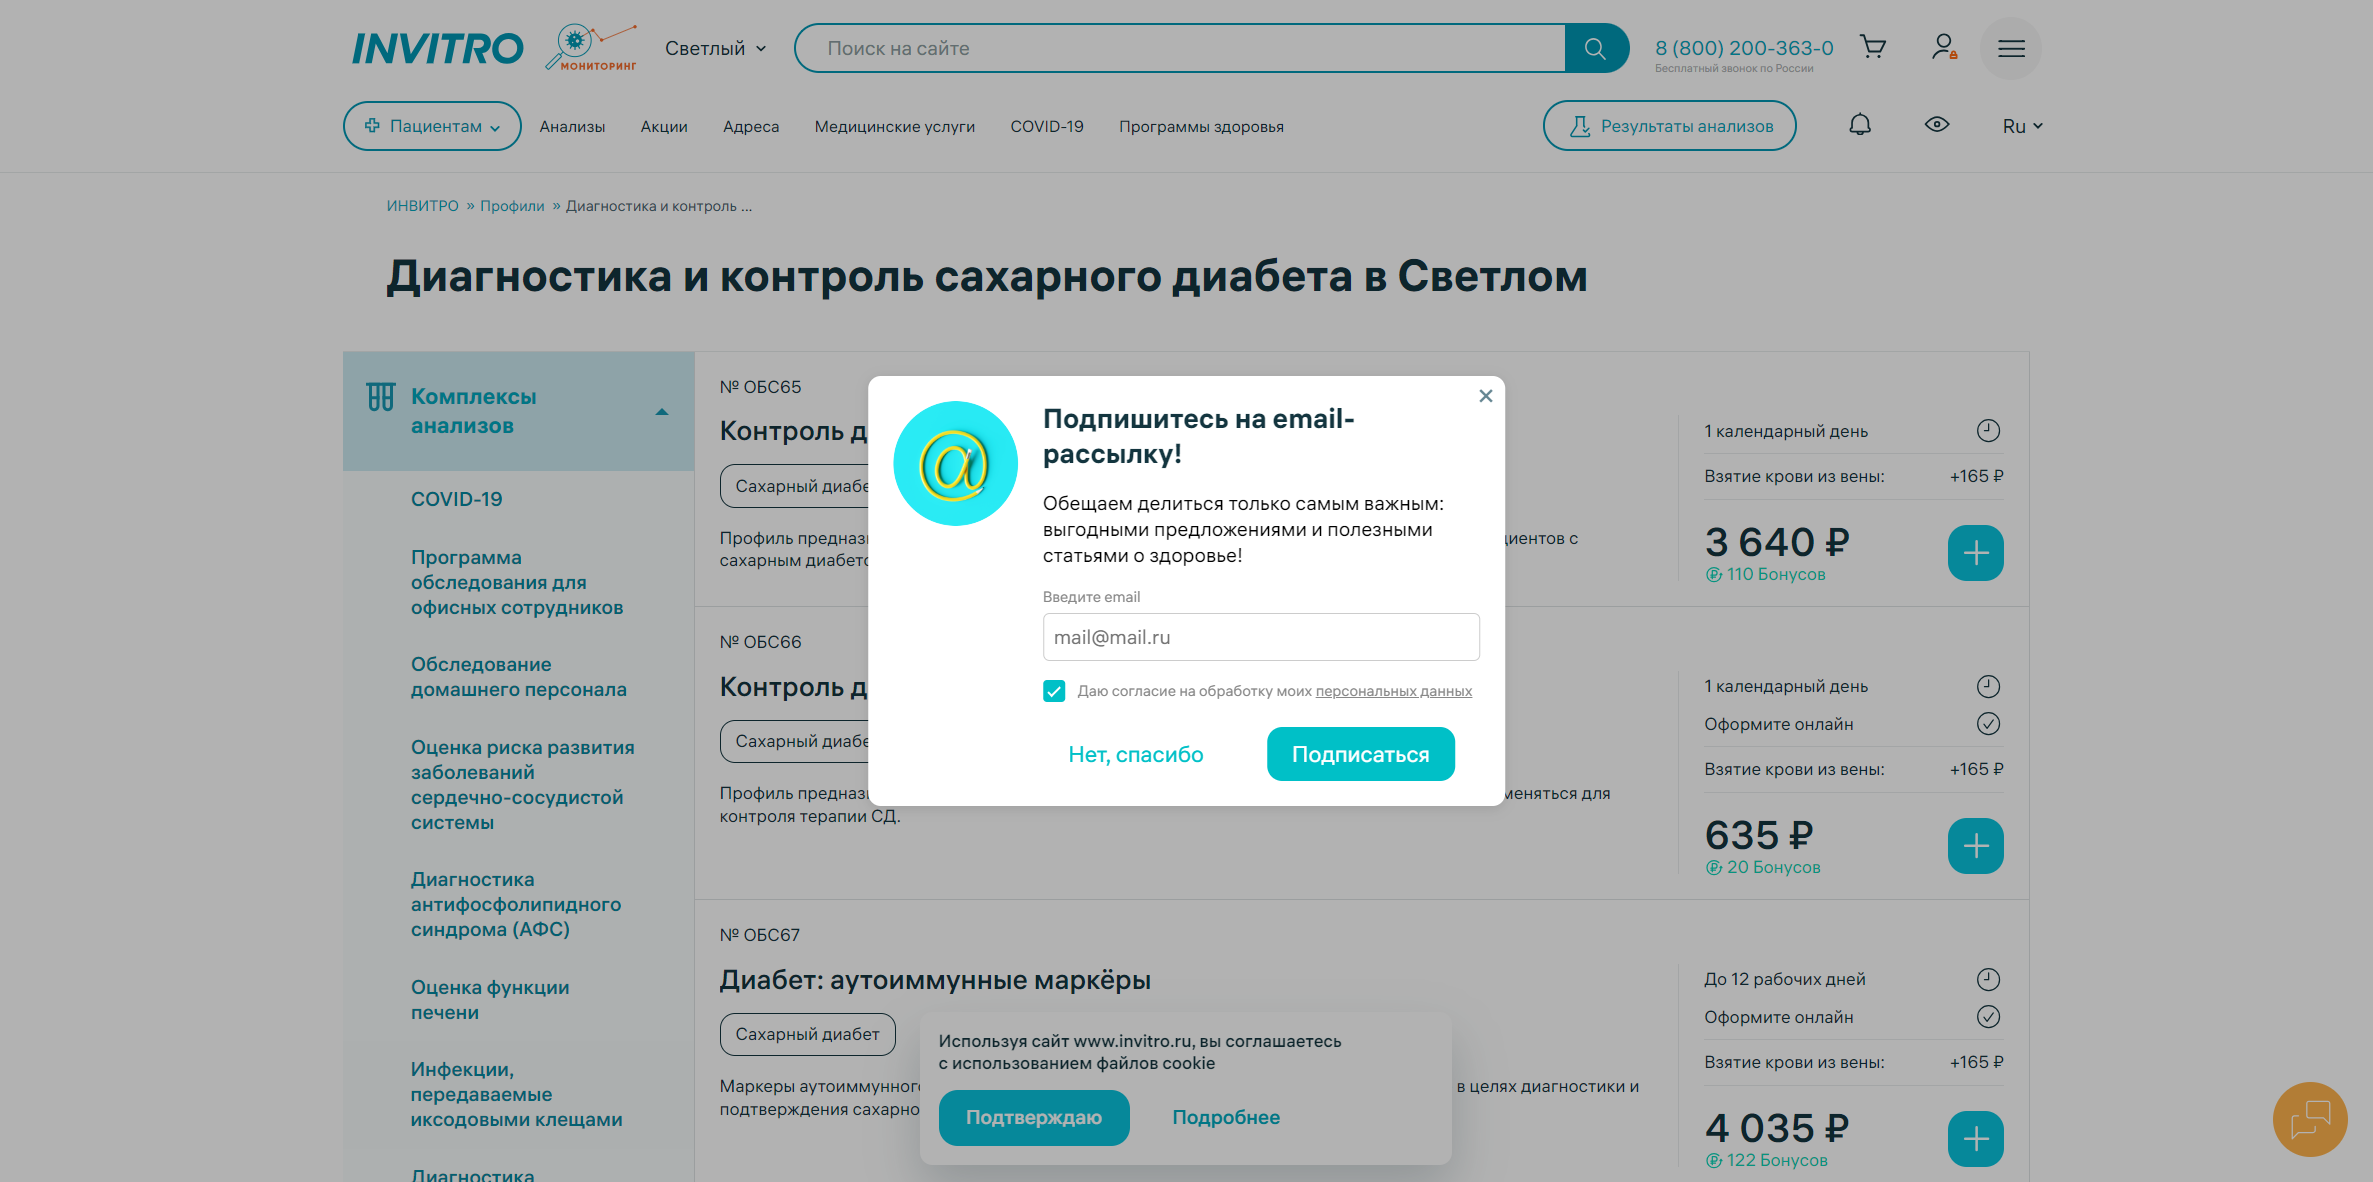 INVITRO
МОНИТОРИНГ
Светлый
Поиск на сайте
8 (800) 200-363-0
Бесплатный звонок по России
Пациентам
Анализы
Акции
Адреса
Медицинские услуги
COVID-19
Программы здоровья
Результаты анализов
Ru
ИНВИТРО » Профили » Диагностика и контроль ...
Диагностика и контроль сахарного диабета в Светлом
Комплексы
анализов
COVID-19
Программа
обследования для
офисных сотрудников
Обследование
домашнего персонала
Оценка риска развития
заболеваний
сердечно-сосудистой
системы
Диагностика
антифосфолипидного
синдрома (АФС)
Оценка функции
печени
Инфекции,
передаваемые
иксодовыми клещами
Диагностика
№ ОБС65
Контроль д
Сахарный диабе
Профиль предназ
сахарным диабет
циентов с
1 календарный день
Взятие крови из вены: +165 ₽
3 640 ₽
110 Бонусов
№ ОБС66
Контроль д
Сахарный диабе
Профиль предназ
меняться для
контроля терапии СД.
1 календарный день
Оформите онлайн
Взятие крови из вены: +165 ₽
635 ₽
20 Бонусов
№ ОБС67
Диабет: аутоиммунные маркёры
Сахарный диабет
Маркеры аутоиммунног
в целях диагностики и
подтверждения сахарно
До 12 рабочих дней
Оформите онлайн
Взятие крови из вены: +165 ₽
4 035 ₽
122 Бонусов
Подпишитесь на email-
рассылку!
Обещаем делиться только самым важным:
выгодными предложениями и полезными
статьями о здоровье!
Введите email
mail@mail.ru
Даю согласие на обработку моих персональных данных
Нет, спасибо
Подписаться
Используя сайт www.invitro.ru, вы соглашаетесь
с использованием файлов cookie
Подтверждаю
Подробнее